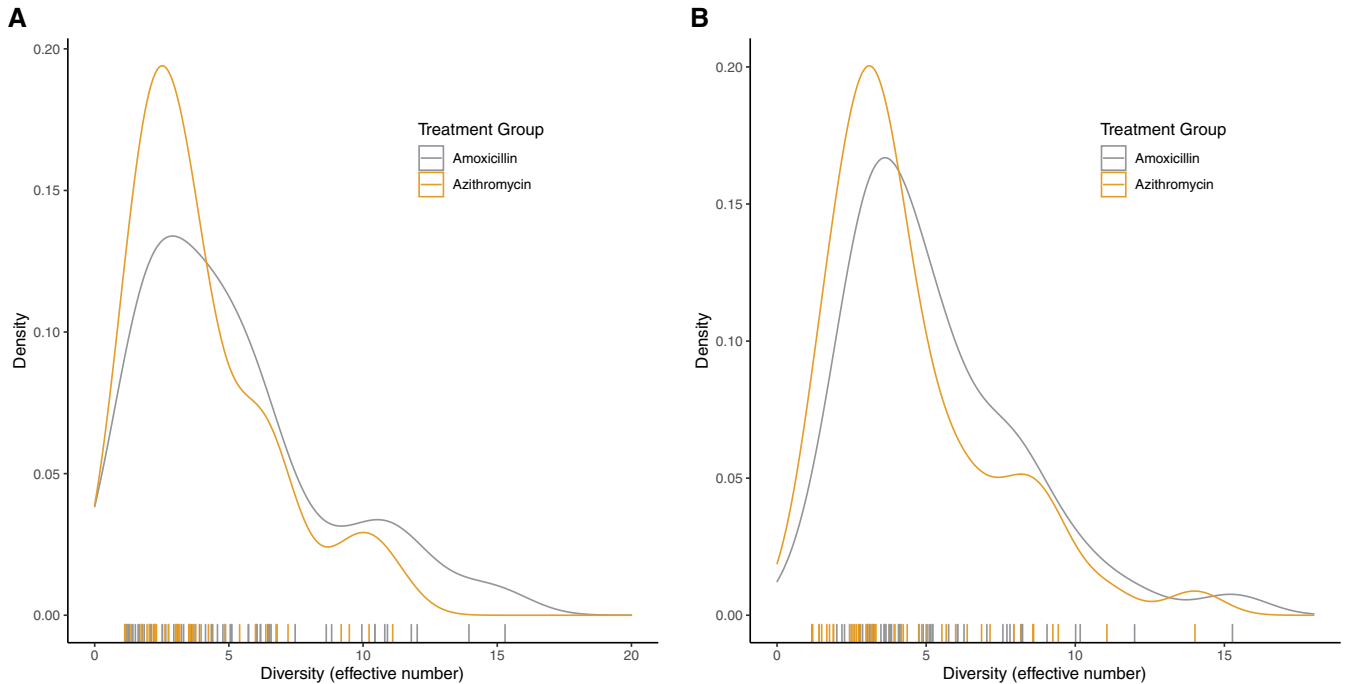 A
0.20
0.15
0.10
0.05
0.00
Density
0 5 10 15 20
Diversity (effective number)
Treatment Group
Amoxicillin
Azithromycin
B
0.20
0.15
0.10
0.05
0.00
Density
0 5 10 15
Diversity (effective number)
Treatment Group
Amoxicillin
Azithromycin